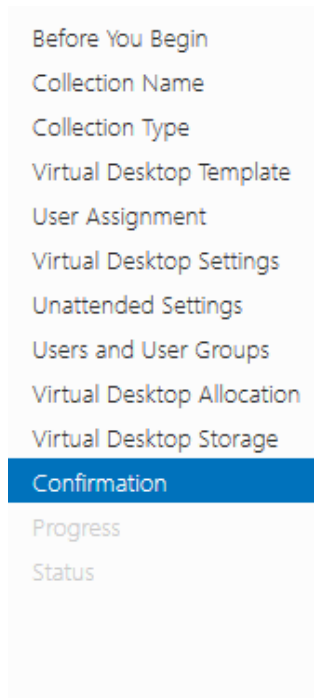 Before You Begin
Collection Name
Collection Type
Virtual Desktop Template
User Assignment
Virtual Desktop Settings
Unattended Settings
Users and User Groups
Virtual Desktop Allocation
Virtual Desktop Storage
Confirmation
Progress
Status